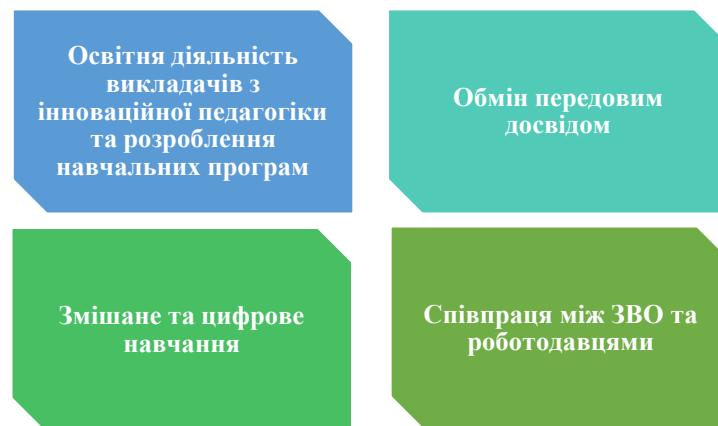 Освітня діяльність
викладачів з
інноваційної педагогіки
та розроблення
навчальних програм
Обмін передовим
досвідом
Змішане та цифрове
навчання
Співпраця між ЗВО та
роботодавцями